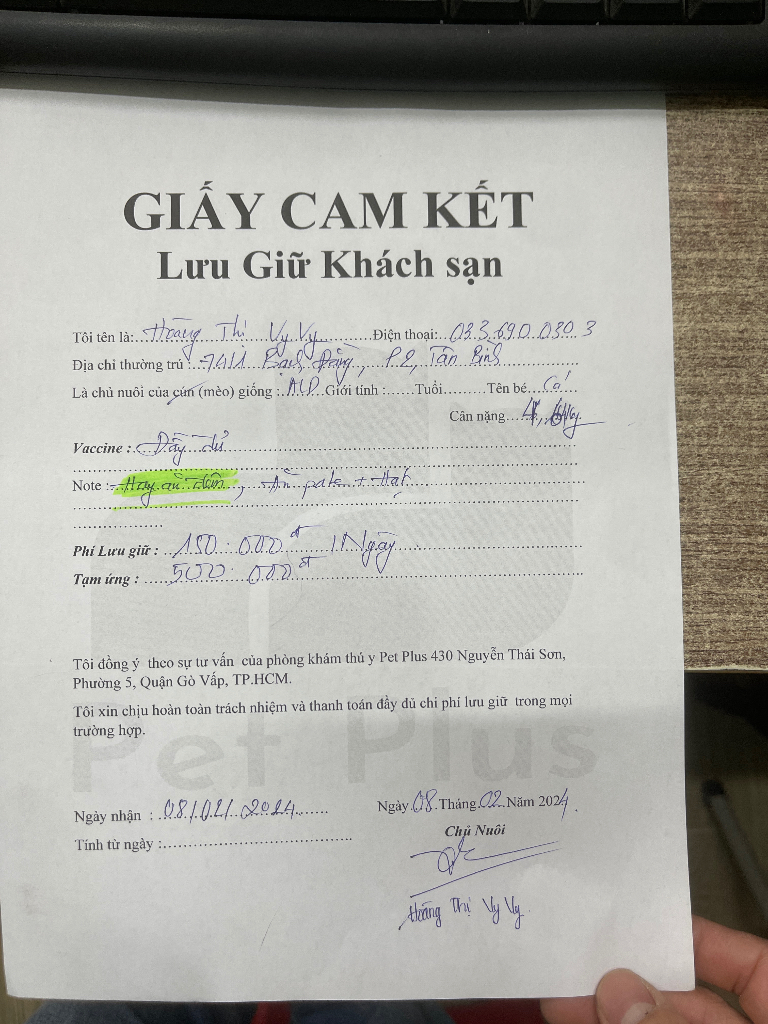 GIẤY CAM KẾT
Lưu Giữ Khách sạn
Tôi tên là: Hoàng Thị Vy Vy Điện thoại: 033 690 030 3
Địa chỉ thường trú: 74 Bạch Đằng, P2, Tân Bình
Là chủ nuôi của cún (mèo) giống : ALD Giới tính :......Tuổi.........Tên bé.. Cá
Cân nặng.... 4,
Vaccine : Đầy đủ
Note : Hay ăn đêm, Ăn pate + Hạt
Phí Lưu giữ : 150.000đ 1 Ngày
Tạm ứng : 500.000đ
Tôi đồng ý theo sự tư vấn của phòng khám thú y Pet Plus 430 Nguyễn Thái Sơn,
Phường 5, Quận Gò Vấp, TP.HCM.
Tôi xin chịu hoàn toàn trách nhiệm và thanh toán đầy đủ chi phí lưu giữ trong mọi
trường hợp.
Pet Plus
Ngày nhận : 08/02/2024
Ngày 08 Tháng 02 Năm 2024
Tính từ ngày :
Chủ Nuôi
Hoàng Thị Vy Vy